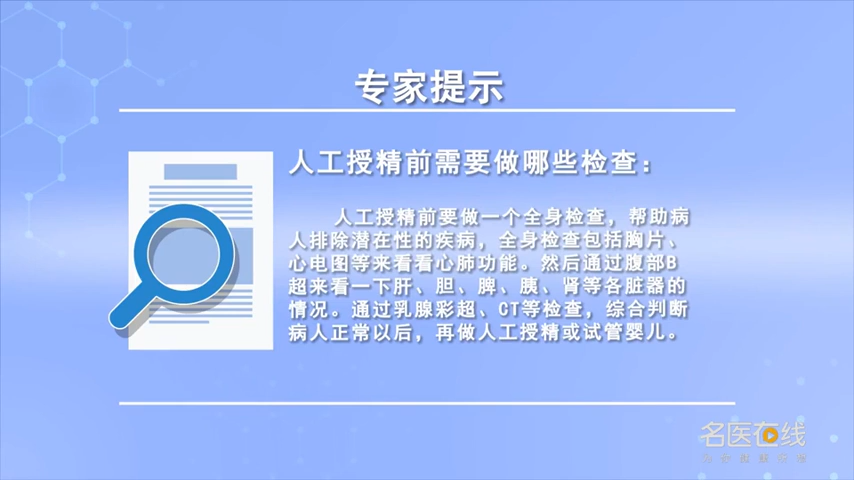 专家提示
人工授精前需要做哪些检查：
人工授精前要做一个全身检查，帮助病
人排除潜在性的疾病，全身检查包括胸片、
心电图等来看看心肺功能。然后通过腹部B
超来看一下肝、胆、脾、胰、肾等各脏器的
情况。通过乳腺彩超、CT等检查，综合判断
病人正常以后，再做人工授精或试管婴儿。
名医在线